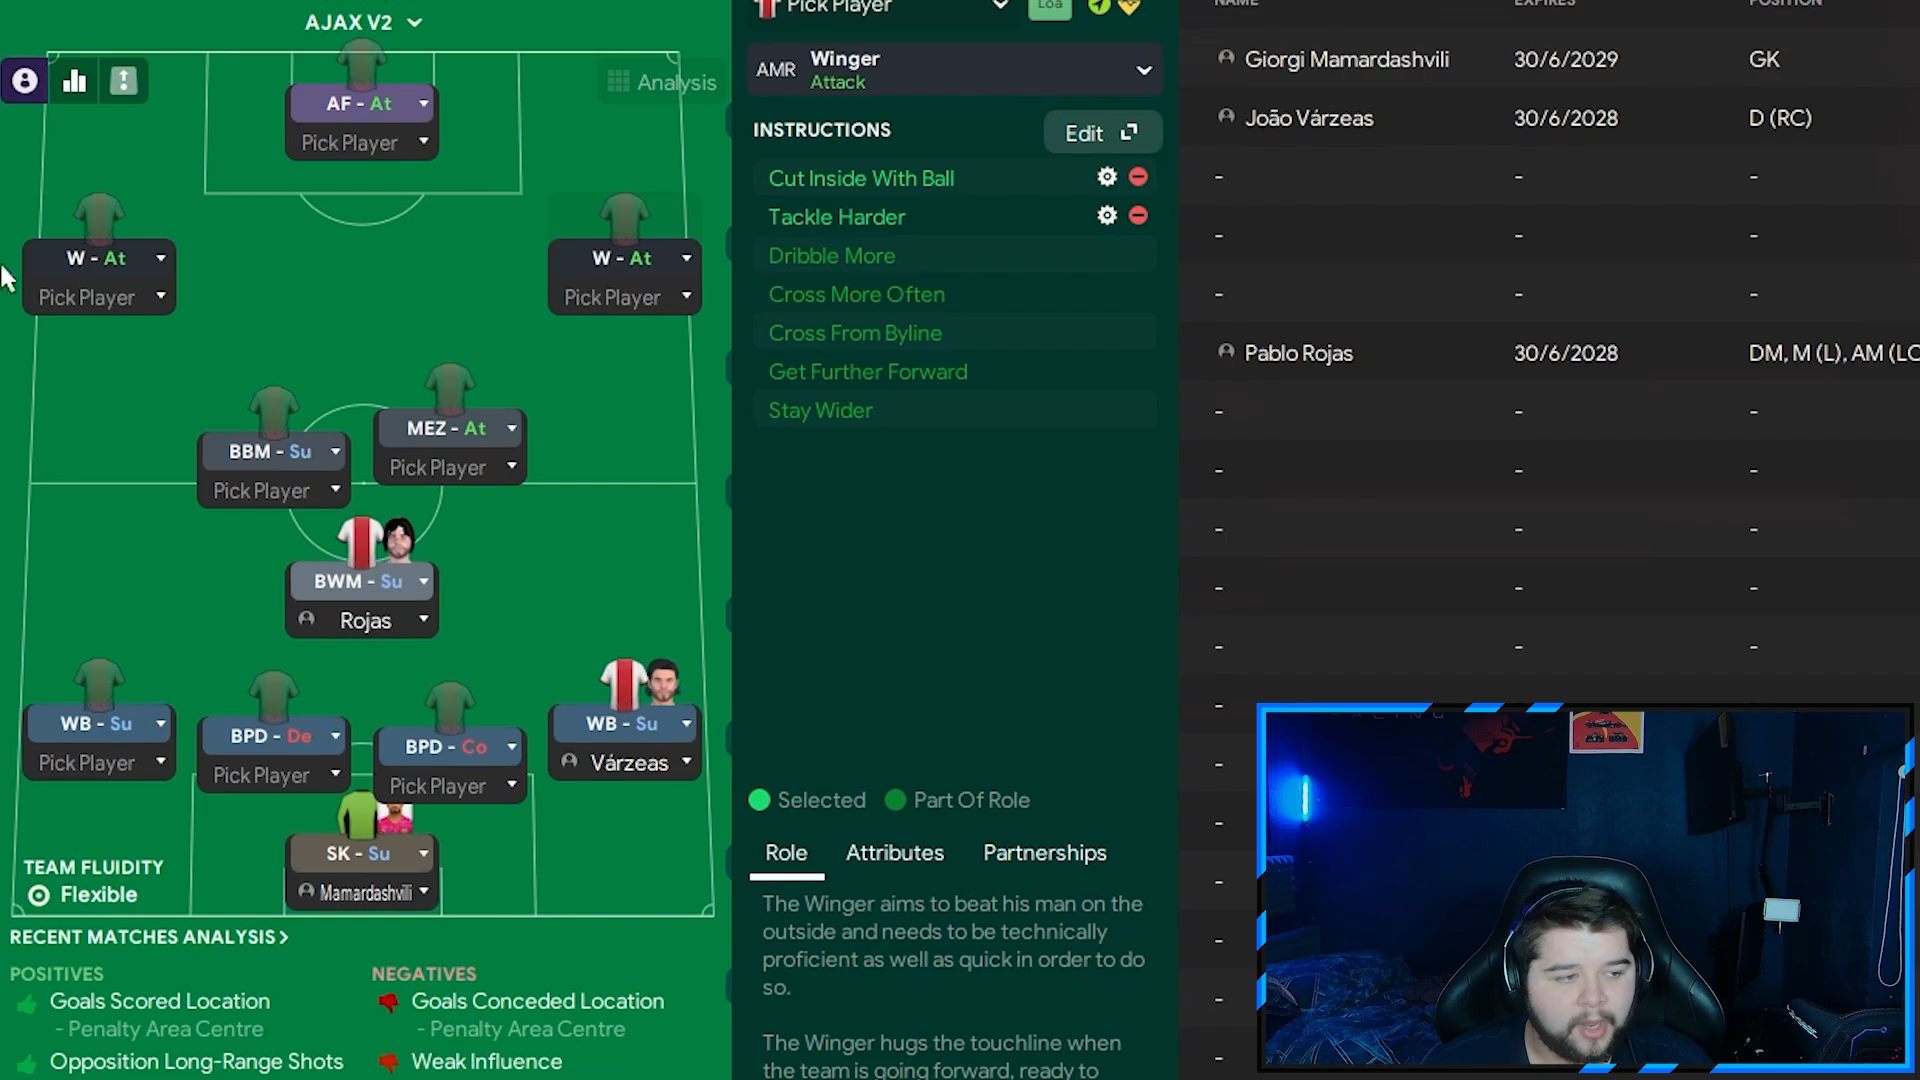 AJAX V2
Analysis
AF - At
Pick Player
W - At
Pick Player
W - At
Pick Player
MEZ - At
Pick Player
BBM - Su
Pick Player
BWM - Su
Rojas
WB - Su
Pick Player
BPD - De
Pick Player
BPD - Co
Pick Player
WB - Su
Várzeas
SK - Su
Mamardashvili
TEAM FLUIDITY
Flexible
RECENT MATCHES ANALYSIS >
POSITIVES
Goals Scored Location
- Penalty Area Centre
Opposition Long-Range Shots
NEGATIVES
Goals Conceded Location
- Penalty Area Centre
Weak Influence
Pick Player
Loa
AMR
Winger
Attack
INSTRUCTIONS
Edit
Cut Inside With Ball
Tackle Harder
Dribble More
Cross More Often
Cross From Byline
Get Further Forward
Stay Wider
Selected
Part Of Role
Role Attributes Partnerships
The Winger aims to beat his man on the
outside and needs to be technically
proficient as well as quick in order to do
so.
The Winger hugs the touchline when
the team is going forward, ready to
NAME EXPIRES POSITION
Giorgi Mamardashvili 30/6/2029 GK
João Várzeas 30/6/2028 D (RC)
- - -
- - -
- - -
Pablo Rojas 30/6/2028 DM, M (L), AM (LC
- - -
- - -
- - -
- - -
- - -